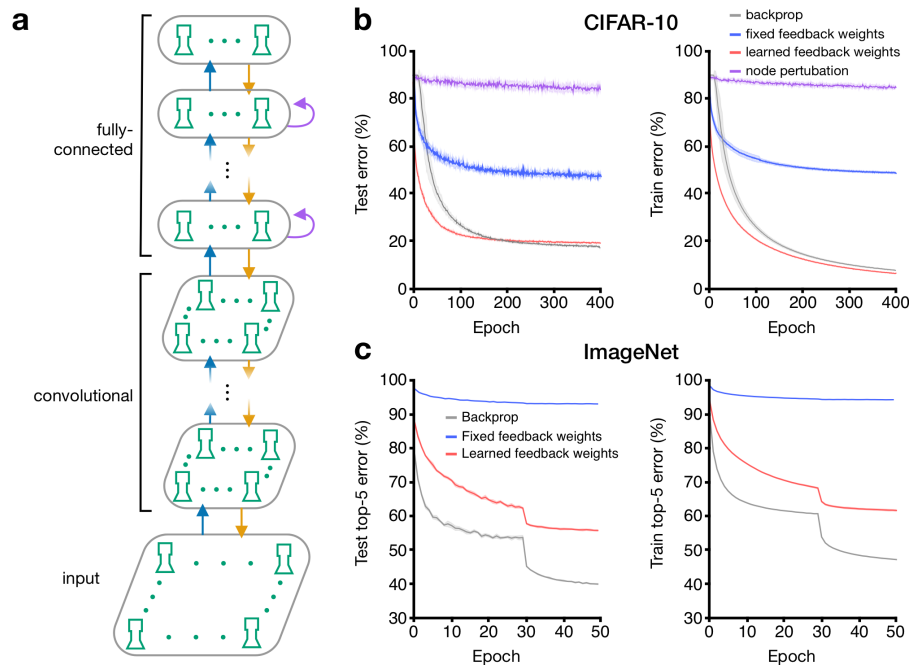 a
fully-
connected
convolutional
input
b
CIFAR-10
backprop
fixed feedback weights
learned feedback weights
node pertubation
100
80
60
40
20
0
Test error (%)
0
100
200
300
400
Epoch
100
80
60
40
20
0
Train error (%)
0
100
200
300
400
Epoch
c
ImageNet
100
90
80
70
60
50
40
30
Test top-5 error (%)
Backprop
Fixed feedback weights
Learned feedback weights
0
10
20
30
40
50
Epoch
100
90
80
70
60
50
40
30
Train top-5 error (%)
0
10
20
30
40
50
Epoch